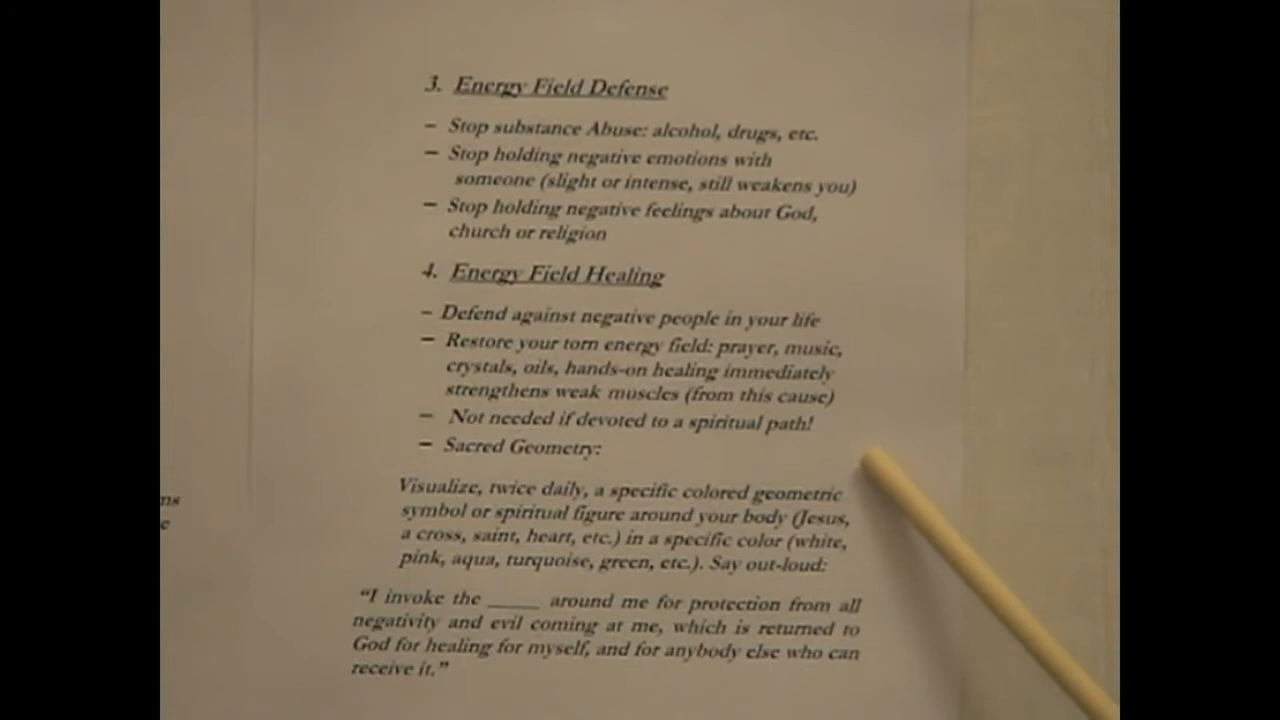 3. Energy Field Defense
– Stop substance Abuse: alcohol, drugs, etc.
– Stop holding negative emotions with
someone (slight or intense, still weakens you)
– Stop holding negative feelings about God,
church or religion
4. Energy Field Healing
– Defend against negative people in your life
– Restore your torn energy field: prayer, music,
crystals, oils, hands-on healing immediately
strengthens weak muscles (from this cause)
– Not needed if devoted to a spiritual path!
– Sacred Geometry:
Visualize, twice daily, a specific colored geometric
symbol or spiritual figure around your body (Jesus,
a cross, saint, heart, etc.) in a specific color (white,
pink, aqua, turquoise, green, etc.). Say out-loud:
“I invoke the _____ around me for protection from all
negativity and evil coming at me, which is returned to
God for healing for myself, and for anybody else who can
receive it.”